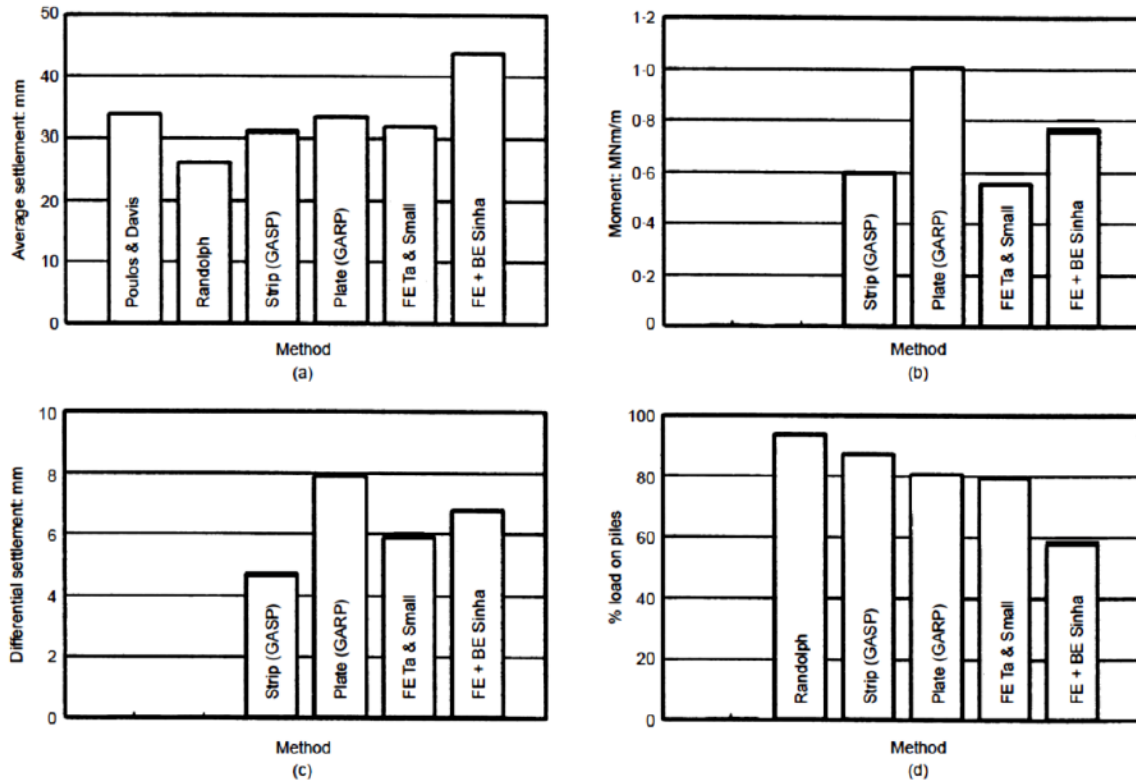 50
40
30
20
10
0
Average settlement: mm
Poulos & Davis
Randolph
Strip (GASP)
Plate (GARP)
FE Ta & Small
FE + BE Sinha
Method
(a)
1·2
1·0
0·8
0·6
0·4
0·2
0
Moment: MNm/m
Strip (GASP)
Plate (GARP)
FE Ta & Small
FE + BE Sinha
Method
(b)
10
8
6
4
2
0
Differential settlement: mm
Strip (GASP)
Plate (GARP)
FE Ta & Small
FE + BE Sinha
Method
(c)
100
80
60
40
20
0
% load on piles
Randolph
Strip (GASP)
Plate (GARP)
FE Ta & Small
FE + BE Sinha
Method
(d)